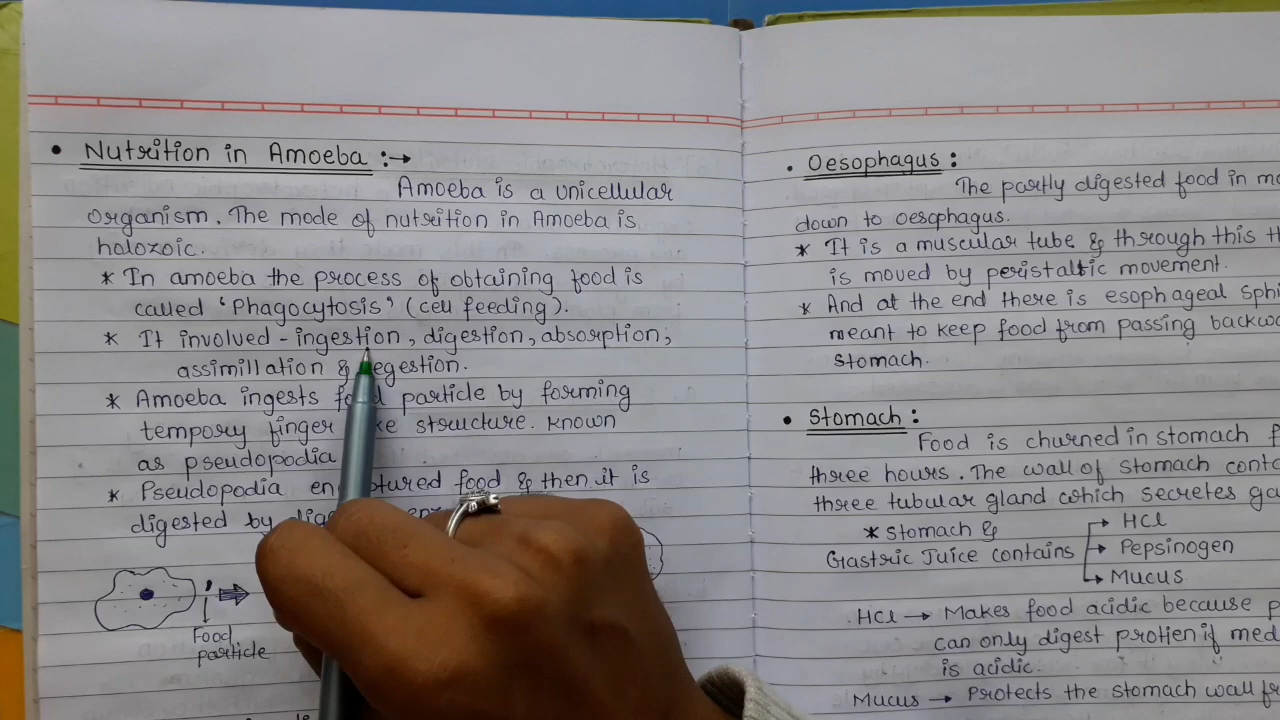 • Nutrition in Amoeba :→
Amoeba is a unicellular
organism. The mode of nutrition in Amoeba is
holozoic.
* In amoeba the process of obtaining food is
called 'Phagocytosis' (cell feeding).
* It involved - ingestion, digestion, absorption,
assimillation & egestion.
* Amoeba ingests food particle by forming
tempory finger structure. known
as pseudopodia
* Pseudopodia food & then it is
digested by
Food
particle
• Oesophagus :
The partly digested food in
down to oesophagus.
* It is a muscular tube & through this
is moved by peristaltic movement.
* And at the end there is esophageal
meant to keep food from passing
stomach.
• Stomach :
Food is churned in stomach
three hours. The wall of stomach
three tubular gland which secretes
* Stomach &
Gastric Juice contains
→ HCl
→ Pepsinogen
→ Mucus
HCl → Makes food acidic because
can only digest protien if
is acidic.
Mucus → Protects the stomach wall